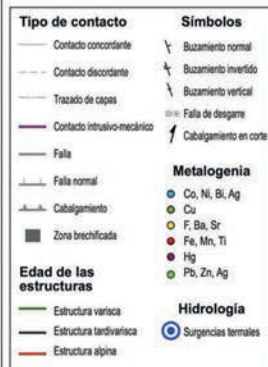 Tipo de contacto
Contacto concordante
Contacto discordante
Trazado de capas
Contacto intrusivo-mecánico
Falla
Falla normal
Cabalgamiento
Zona brechificada
Edad de las
estructuras
Estructura varisca
Estructura tardivarisca
Estructura alpina
Símbolos
Buzamiento normal
Buzamiento invertido
Buzamiento vertical
Falla de desgarre
Cabalgamiento en corte
Metalogenia
Co, Ni, Bi, Ag
Cu
F, Ba, Sr
Fe, Mn, Ti
Hg
Pb, Zn, Ag
Hidrología
Surgencias termales